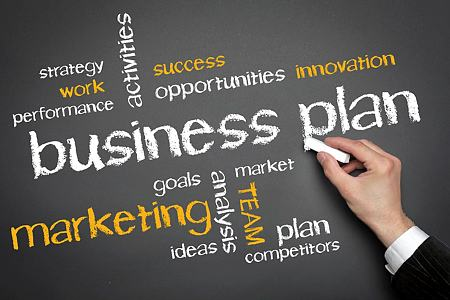 activities
strategy
success
innovation
work
opportunities
performance
business plan
goals
market
analysis
TEAM
marketing
ideas
plan
competitors